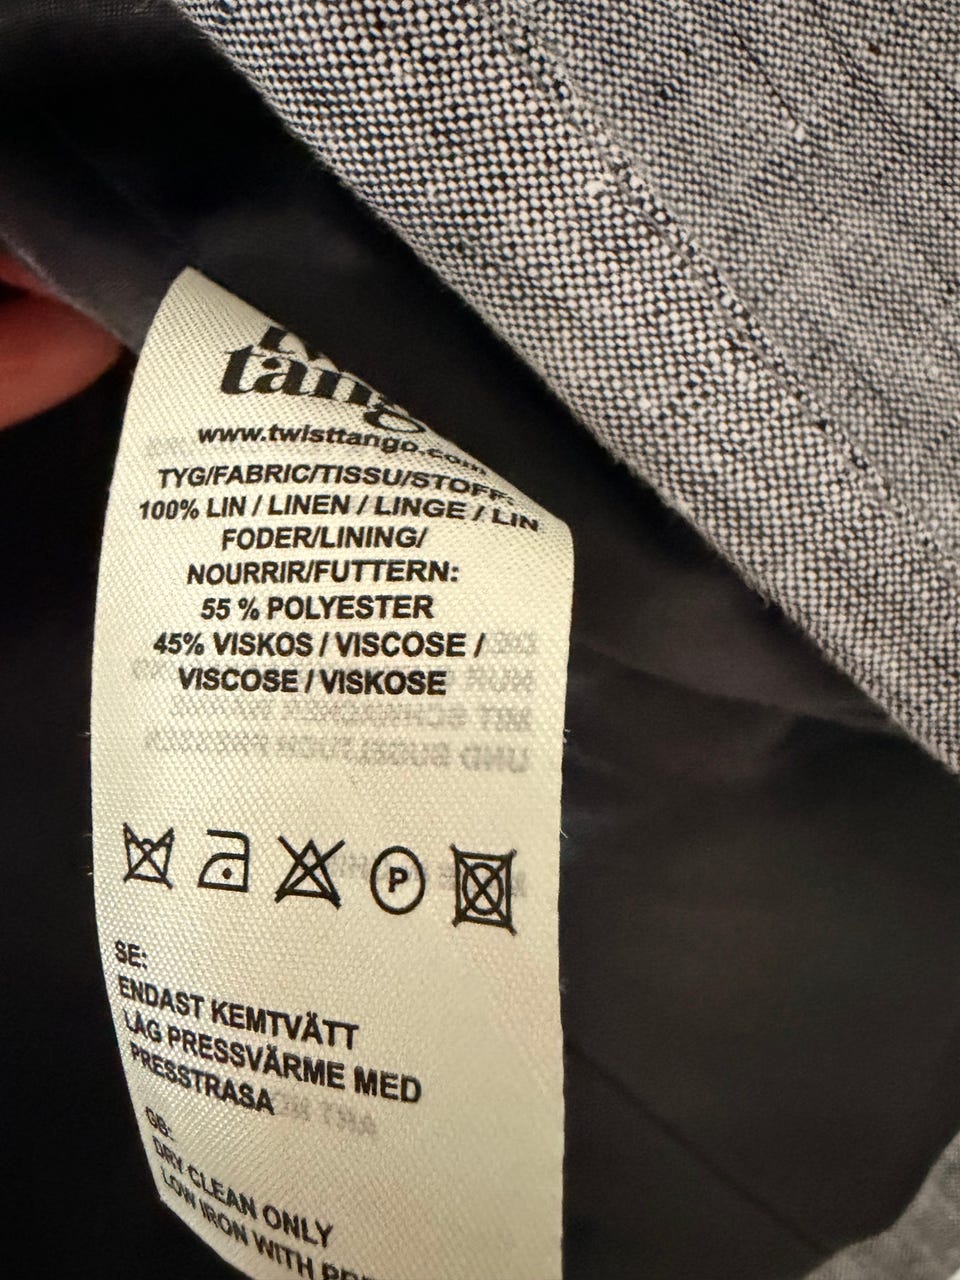 tango
www.twisttango.com
TYG/FABRIC/TISSU/STOFF:
100% LIN / LINEN / LINGE / LIN
FODER/LINING/
NOURRIR/FUTTERN:
55 % POLYESTER
45% VISKOS / VISCOSE /
VISCOSE / VISKOSE
P
SE:
ENDAST KEMTVÄTT
LÅG PRESSVÄRME MED
PRESSTRASA
GB:
DRY CLEAN ONLY
LOW IRON WITH